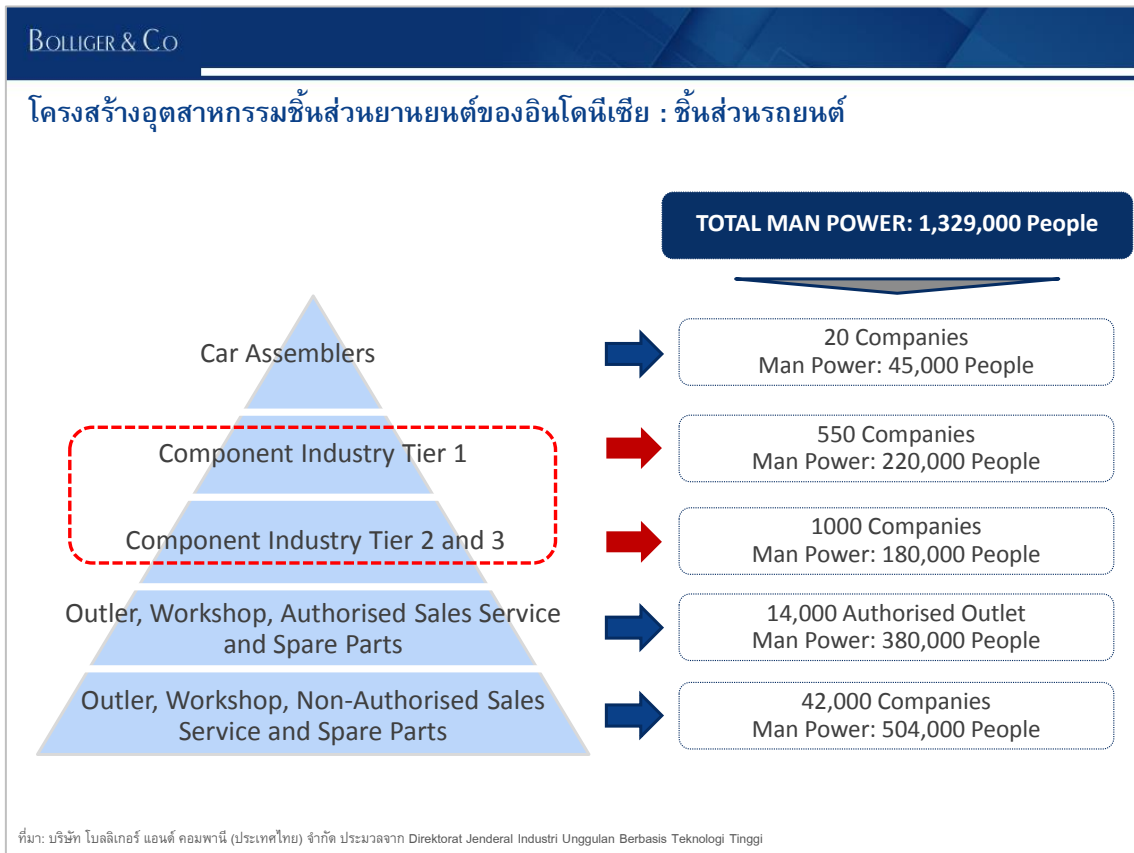 BOLLIGER & CO
โครงสร้างอุตสาหกรรมชิ้นส่วนยานยนต์ของอินโดนีเซีย : ชิ้นส่วนรถยนต์
TOTAL MAN POWER: 1,329,000 People
Car Assemblers
20 Companies
Man Power: 45,000 People
Component Industry Tier 1
550 Companies
Man Power: 220,000 People
Component Industry Tier 2 and 3
1000 Companies
Man Power: 180,000 People
Outler, Workshop, Authorised Sales Service
and Spare Parts
14,000 Authorised Outlet
Man Power: 380,000 People
Outler, Workshop, Non-Authorised Sales
Service and Spare Parts
42,000 Companies
Man Power: 504,000 People
ที่มา: บริษัท โบลลิเกอร์ แอนด์ คอมพานี (ประเทศไทย) จำกัด ประมวลจาก Direktorat Jenderal Industri Unggulan Berbasis Teknologi Tinggi